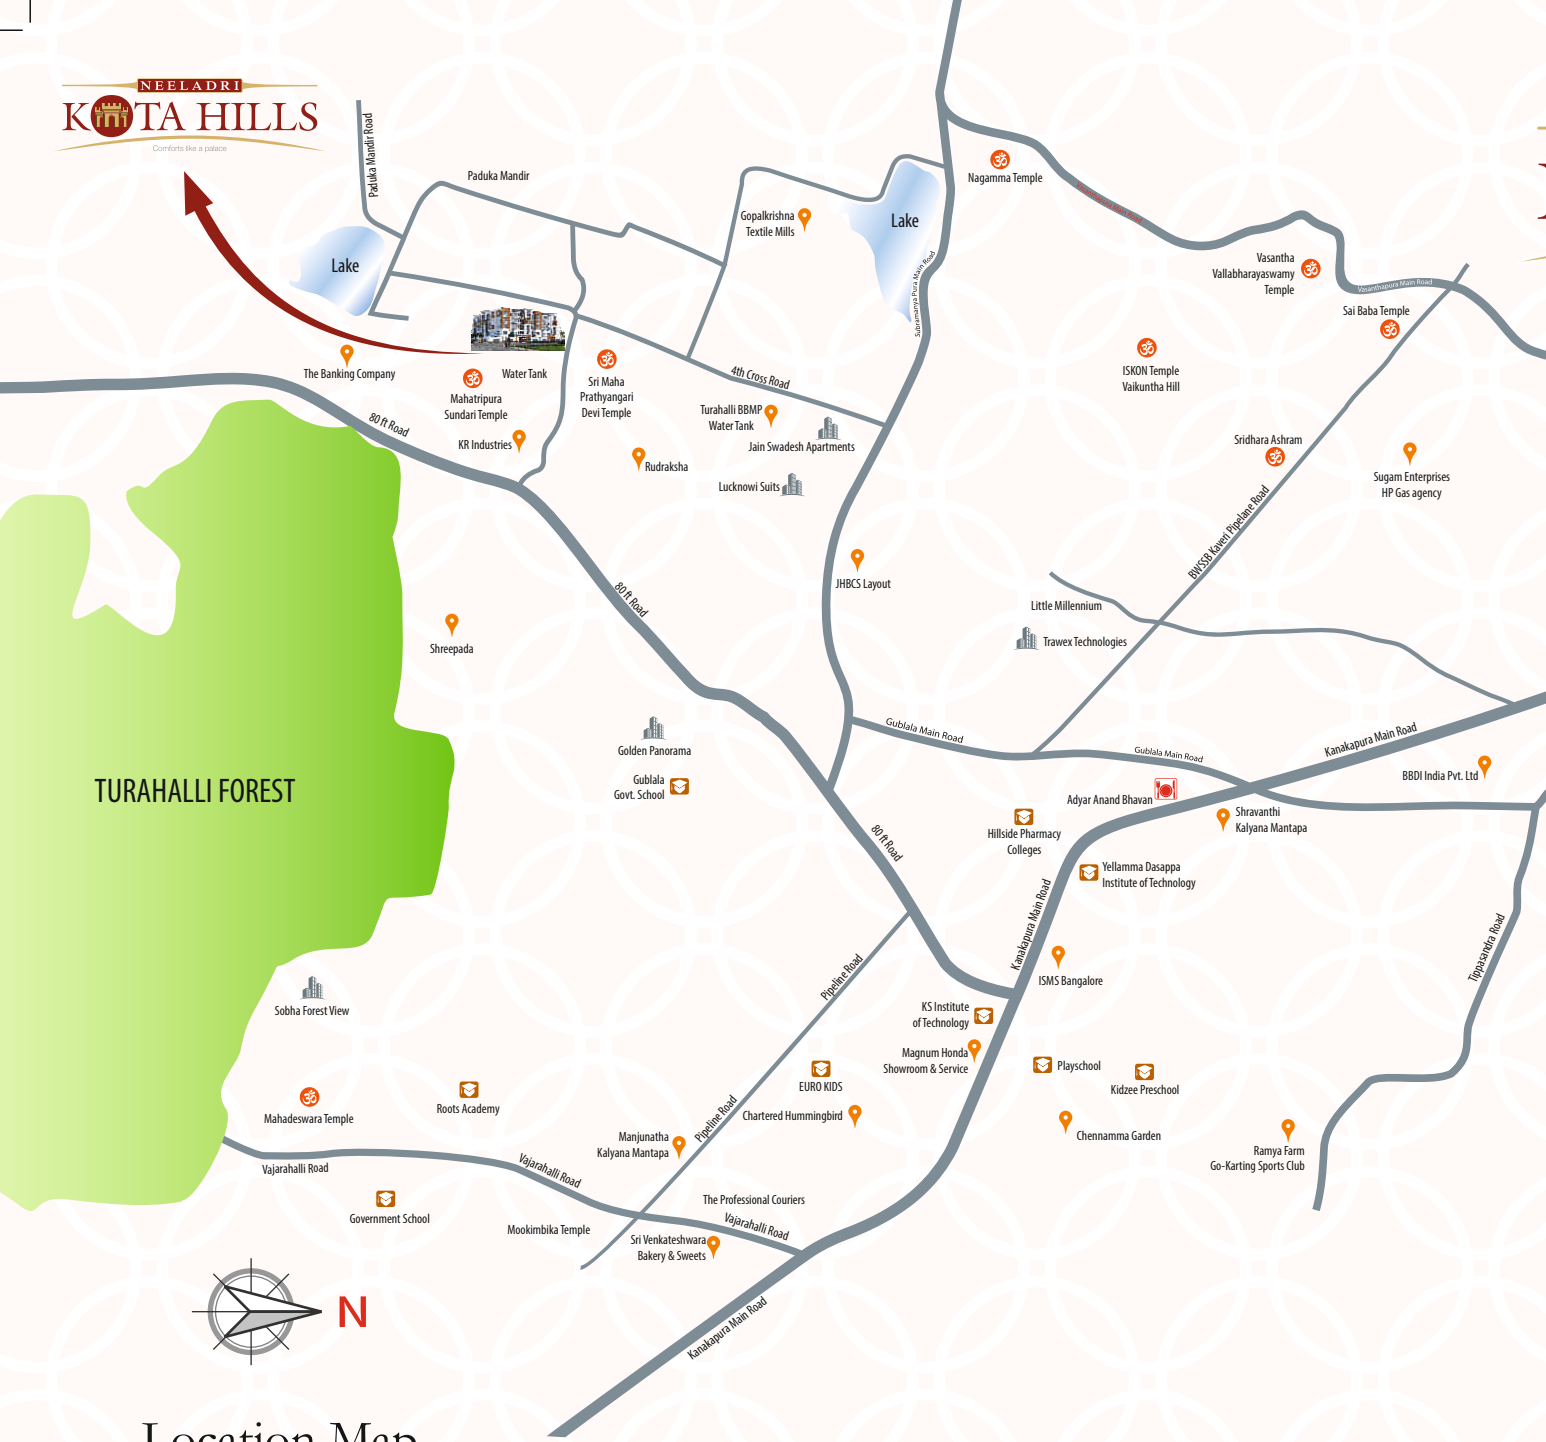 NEELADRI
KOTA HILLS
Comforts like a palace
Paduka Mandir Road
Paduka Mandir
Lake
Gopalkrishna
Textile Mills
Lake
Nagamma Temple
Vasanthapura Main Road
Subramanya Pura Main Road
Vasantha
Vallabharayaswamy
Temple
Vasanthapura Main Road
Sai Baba Temple
The Banking Company
Water Tank
Mahatripura
Sundari Temple
Sri Maha
Prathyangari
Devi Temple
4th Cross Road
ISKON Temple
Vaikuntha Hill
80 ft Road
KR Industries
Turahalli BBMP
Water Tank
Jain Swadesh Apartments
Rudraksha
Lucknowi Suits
Sridhara Ashram
Sugam Enterprises
HP Gas agency
BWSSB Kaveri Pipelane Road
JHBCS Layout
80 ft Road
Little Millennium
Trawex Technologies
Shreepada
Golden Panorama
Gublala
Govt. School
Gublala Main Road
Gublala Main Road
Kanakapura Main Road
BBDI India Pvt. Ltd
TURAHALLI FOREST
Adyar Anand Bhavan
Shravanthi
Kalyana Mantapa
Hillside Pharmacy
Colleges
80 ft Road
Yellamma Dasappa
Institute of Technology
Kanakapura Main Road
Tippasandra Road
Pipeline Road
ISMS Bangalore
Sobha Forest View
KS Institute
of Technology
Magnum Honda
Showroom & Service
Playschool
Kidzee Preschool
EURO KIDS
Roots Academy
Mahadeswara Temple
Chartered Hummingbird
Pipeline Road
Manjunatha
Kalyana Mantapa
Chennamma Garden
Ramya Farm
Go-Karting Sports Club
Vajarahalli Road
Vajarahalli Road
Government School
The Professional Couriers
Mookimbika Temple
Vajarahalli Road
Sri Venkateshwara
Bakery & Sweets
N
Kanakapura Main Road
Location Map